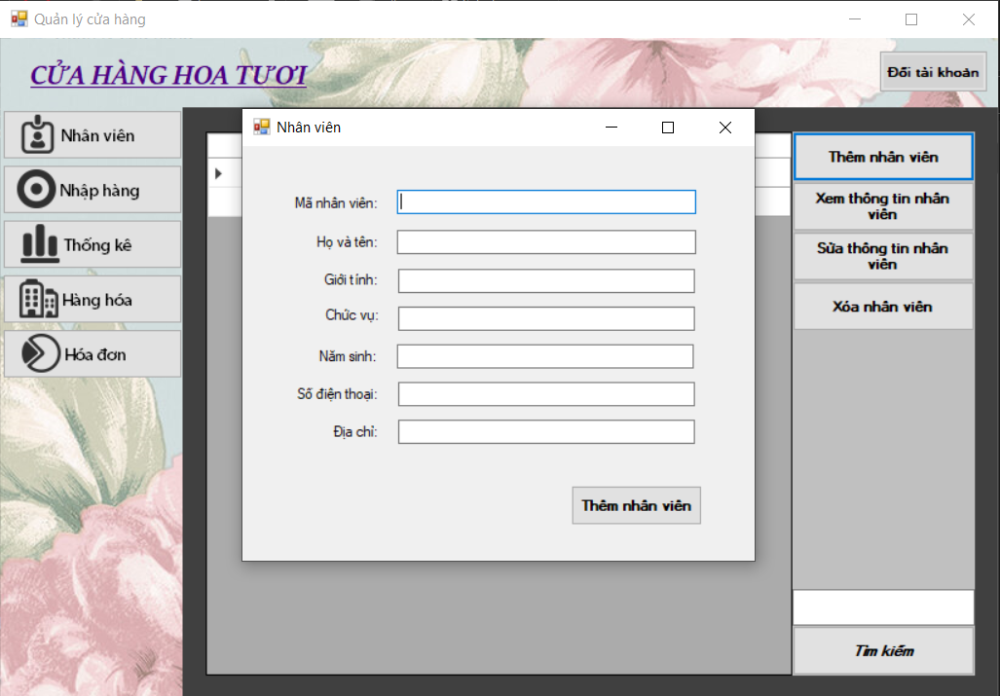 Quản lý cửa hàng
CỬA HÀNG HOA TƯƠI
Đổi tài khoản
Nhân viên
Nhập hàng
Thống kê
Hàng hóa
Hóa đơn
Nhân viên
Mã nhân viên:
Họ và tên:
Giới tính:
Chức vụ:
Năm sinh:
Số điện thoại:
Địa chỉ:
Thêm nhân viên
Thêm nhân viên
Xem thông tin nhân
viên
Sửa thông tin nhân
viên
Xóa nhân viên
Tìm kiếm